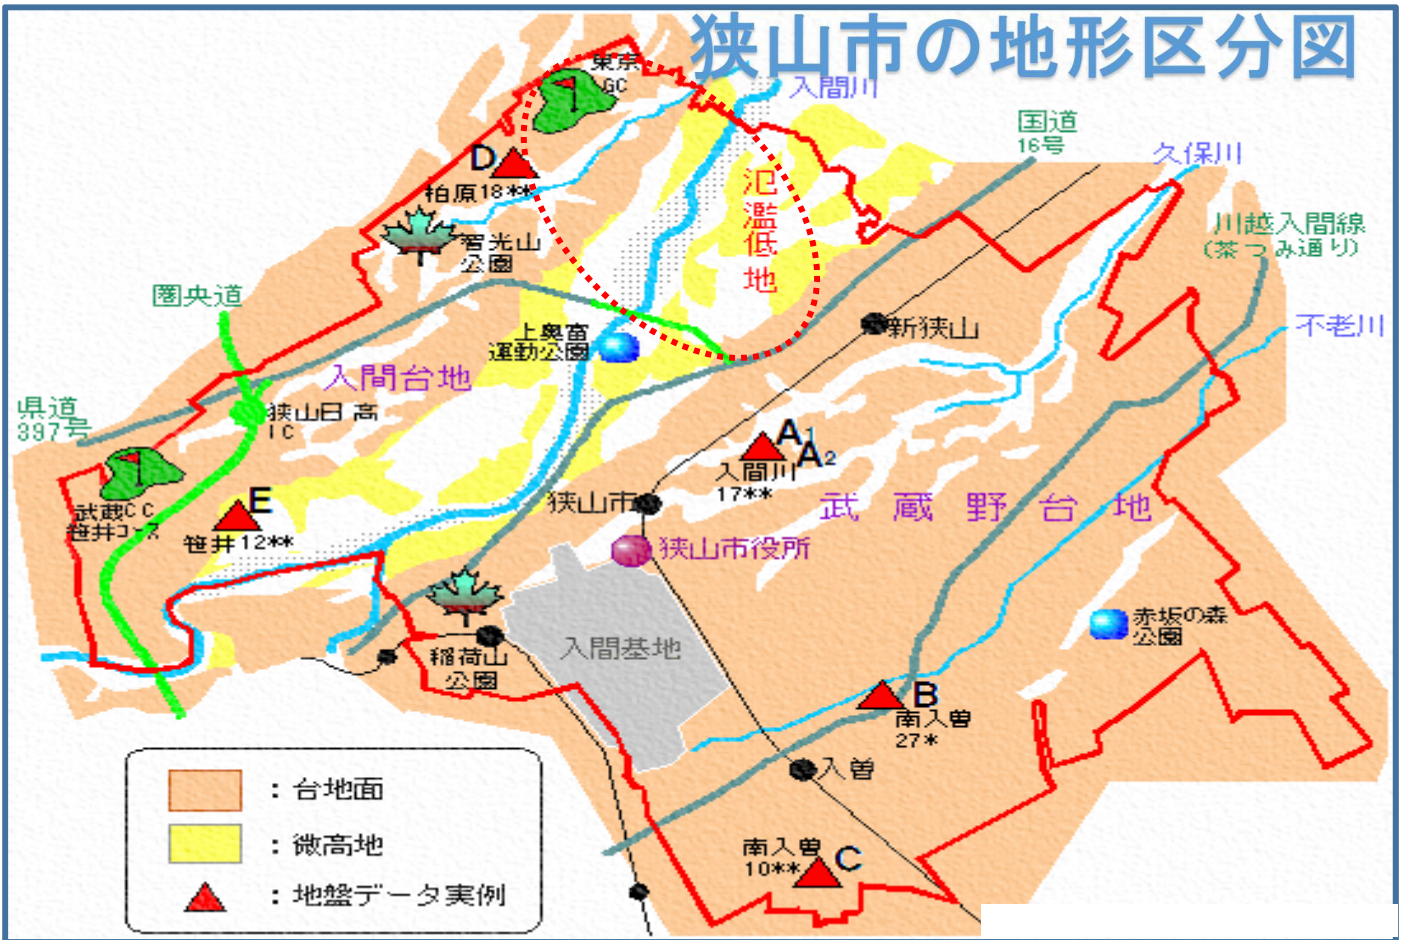 狭山市の地形区分図
東京
GC
入間川
国道
16号
久保川
D
柏原18**
氾濫低地
川越入間線
(茶つみ通り)
智光山
公園
圏央道
上奥富
運動公園
新狭山
不老川
入間台地
県道
397号
狭山日高
IC
A1
A2
入間川
17**
武蔵CC
笹井コース
E
笹井12**
狭山市
武蔵野台地
狭山市役所
入間基地
稲荷山
公園
赤坂の森
公園
B
南入曽
27*
入曽
南入曽
10**
C
：台地面
：微高地
：地盤データ実例